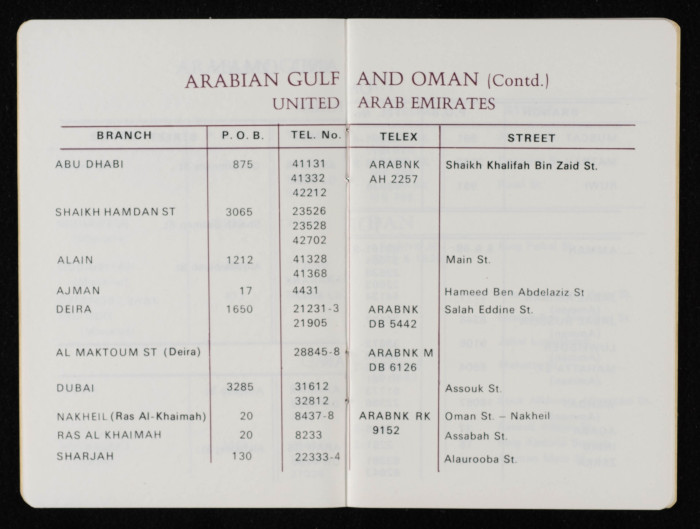 ARABIAN GULF AND OMAN (Contd.)
UNITED ARAB EMIRATES
BRANCH P. O. B. TEL. No. TELEX STREET
ABU DHABI 875 41131 ARABNK Shaikh Khalifah Bin Zaid St.
41332 AH 2257
42212
SHAIKH HAMDAN ST 3065 23526
23528
42702
ALAIN 1212 41328 Main St.
41368
AJMAN 17 4431 Hameed Ben Abdelaziz St
DEIRA 1650 21231-3 ARABNK Salah Eddine St.
21905 DB 5442
AL MAKTOUM ST (Deira) 28845-8 ARABNK M
DB 6126
DUBAI 3285 31612 Assouk St.
32812
NAKHEIL (Ras Al-Khaimah) 20 8437-8 ARABNK RK Oman St. – Nakheil
RAS AL KHAIMAH 20 8233 9152 Assabah St.
SHARJAH 130 22333-4 Alaurooba St.